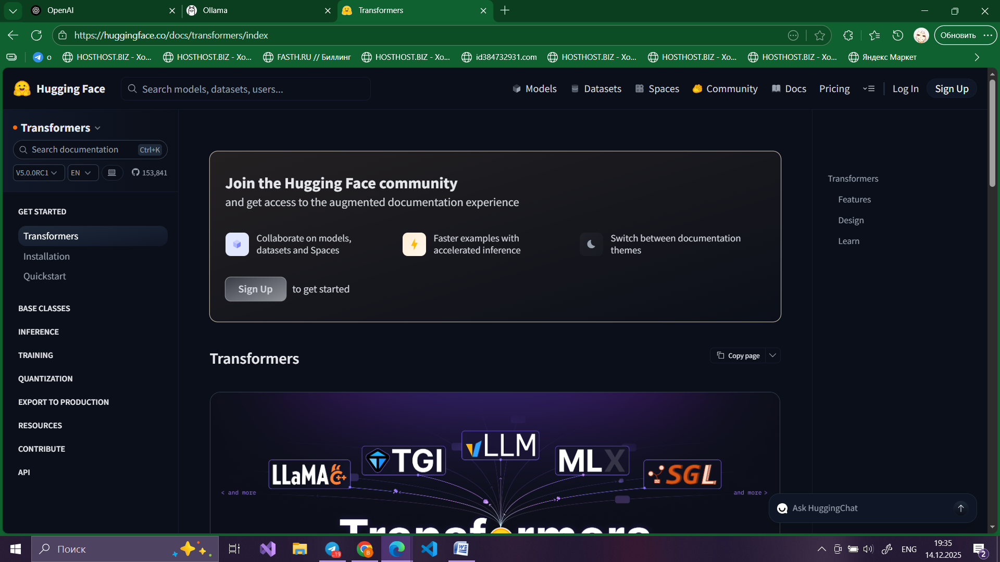 OpenAI
Ollama
Transformers
https://huggingface.co/docs/transformers/index
Обновить
о
HOSTHOST.BIZ - Хо...
HOSTHOST.BIZ - Хо...
FASTH.RU // Биллинг
HOSTHOST.BIZ - Хо...
id384732931.com
HOSTHOST.BIZ - Хо...
HOSTHOST.BIZ - Хо...
HOSTHOST.BIZ - Хо...
Яндекс Маркет
Hugging Face
Search models, datasets, users...
Models
Datasets
Spaces
Community
Docs
Pricing
Log In
Sign Up
Transformers
Search documentation
Ctrl+K
V5.0.0RC1
EN
153,841
GET STARTED
Transformers
Installation
Quickstart
BASE CLASSES
INFERENCE
TRAINING
QUANTIZATION
EXPORT TO PRODUCTION
RESOURCES
CONTRIBUTE
API
Join the Hugging Face community
and get access to the augmented documentation experience
Collaborate on models,
datasets and Spaces
Faster examples with
accelerated inference
Switch between documentation
themes
Sign Up
to get started
Transformers
Copy page
LLaMA C++
TGI
vLLM
MLX
SGL
< and more
and more >
Transformers
Transformers
Features
Design
Learn
Ask HuggingChat
Поиск
..19
B
ENG
19:35
14.12.2025
2